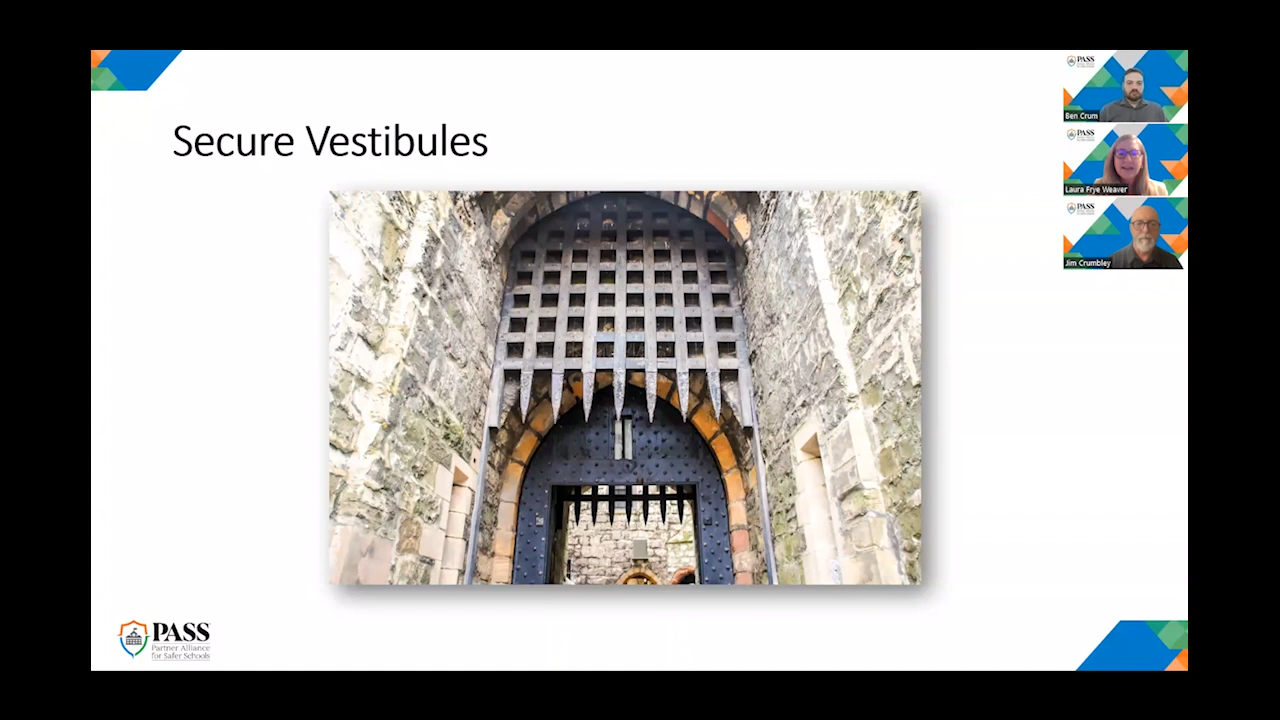 Secure Vestibules
PASS
Ben Crum
PASS
Laura Frye Weaver
PASS
Jim Crumbley
PASS
Partner Alliance
for Safer Schools